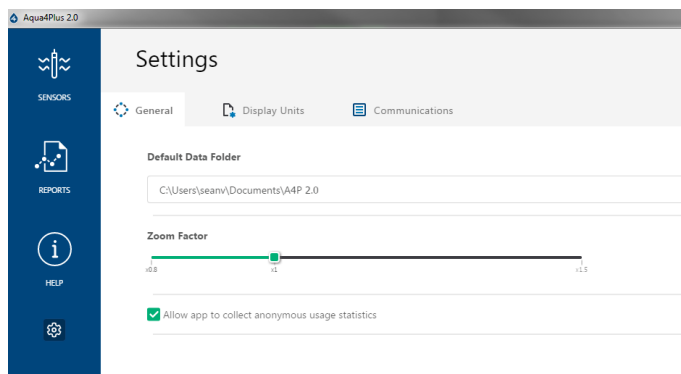 Aqua4Plus 2.0
SENSORS
REPORTS
HELP
Settings
General
Display Units
Communications
Default Data Folder
C:\Users\seanv\Documents\A4P 2.0
Zoom Factor
x0.8
x1
x1.5
Allow app to collect anonymous usage statistics